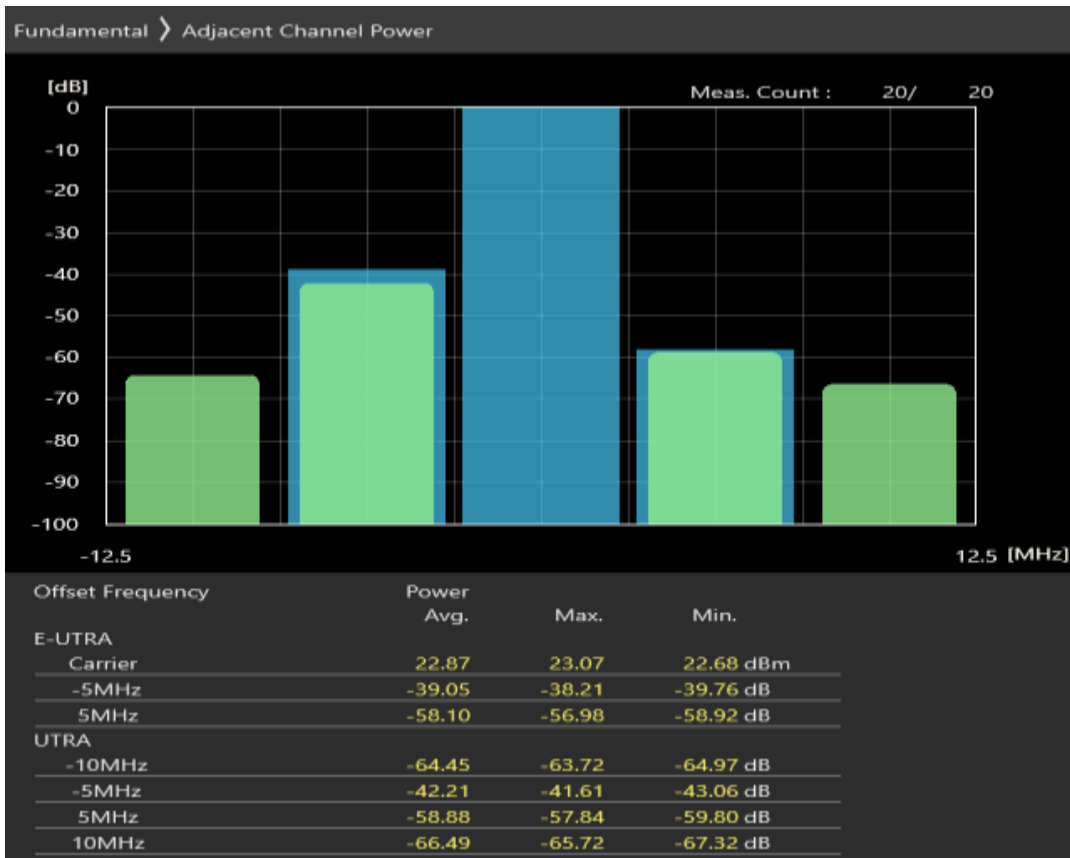 Fundamental 〉 Adjacent Channel Power
[dB]
Meas. Count : 20/ 20
0
-10
-20
-30
-40
-50
-60
-70
-80
-90
-100
-12.5 12.5 [MHz]
Offset Frequency Power
Avg. Max. Min.
E-UTRA
Carrier 22.87 23.07 22.68 dBm
-5MHz -39.05 -38.21 -39.76 dB
5MHz -58.10 -56.98 -58.92 dB
UTRA
-10MHz -64.45 -63.72 -64.97 dB
-5MHz -42.21 -41.61 -43.06 dB
5MHz -58.88 -57.84 -59.80 dB
10MHz -66.49 -65.72 -67.32 dB